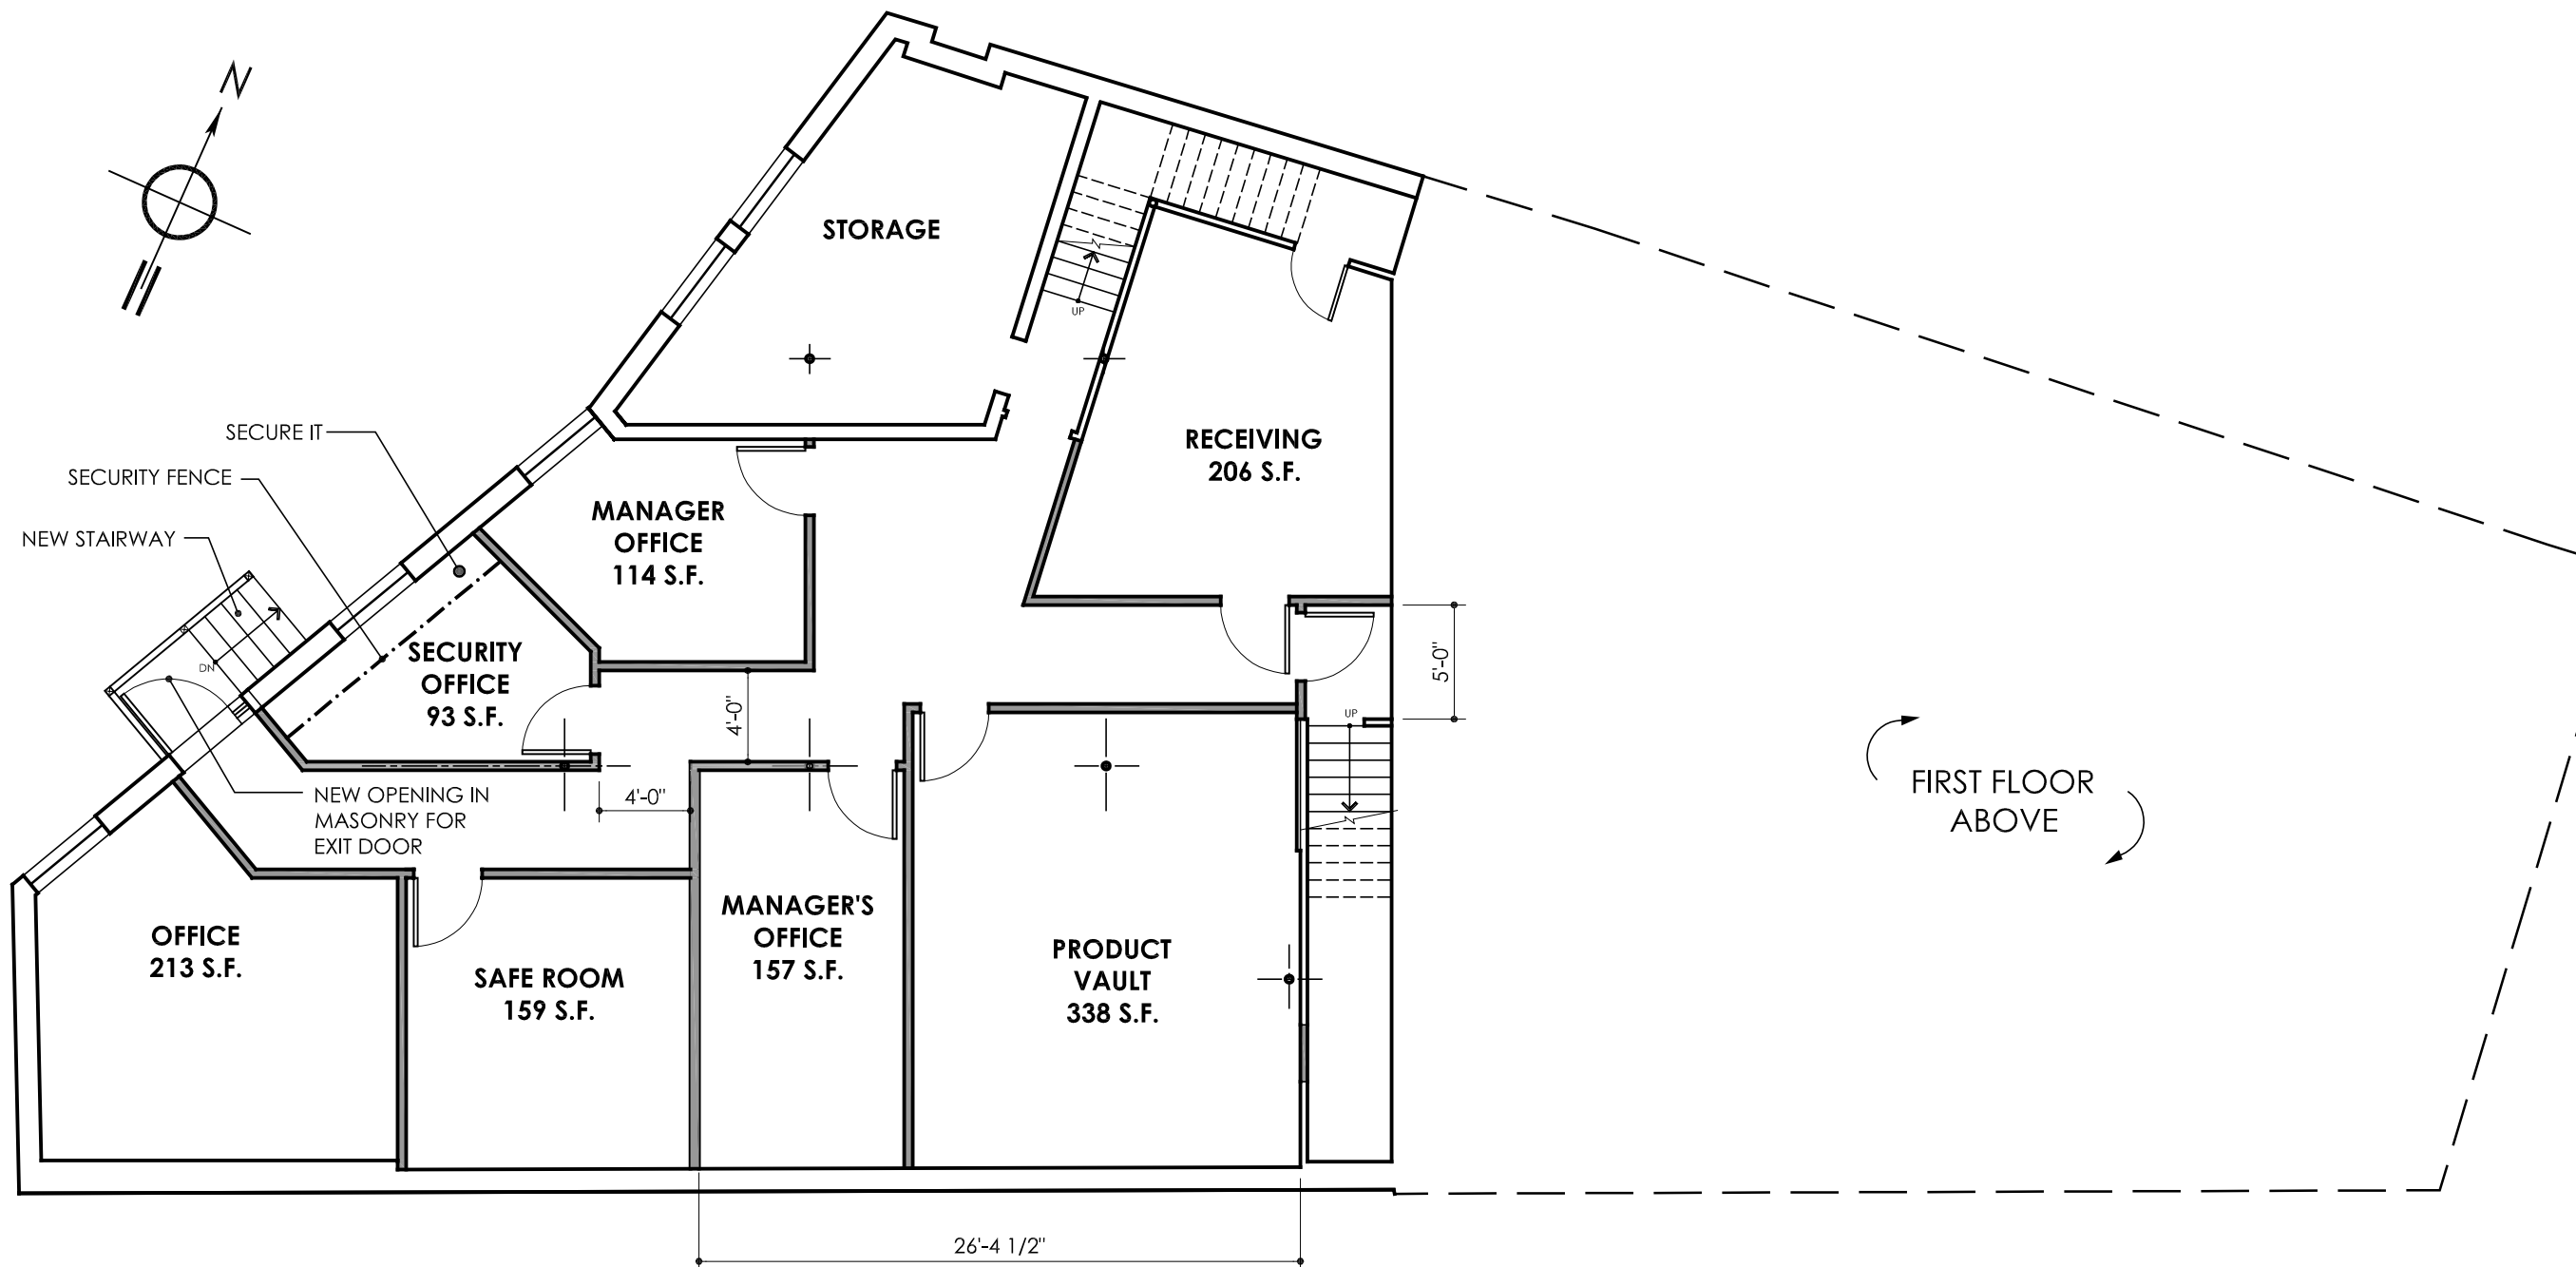 N
STORAGE
UP
SECURE IT
SECURITY FENCE
NEW STAIRWAY
RECEIVING
206 S.F.
MANAGER
OFFICE
114 S.F.
SECURITY
OFFICE
93 S.F.
DN
4'-0"
5'-0"
UP
4'-0"
NEW OPENING IN
MASONRY FOR
EXIT DOOR
FIRST FLOOR
ABOVE
OFFICE
213 S.F.
SAFE ROOM
159 S.F.
MANAGER'S
OFFICE
157 S.F.
PRODUCT
VAULT
338 S.F.
26'-4 1/2"